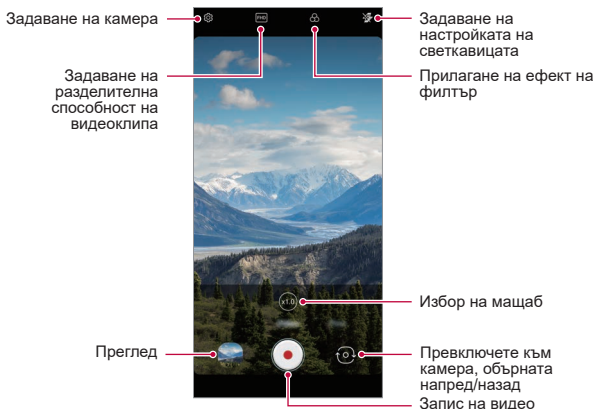 Задаване на камера
Задаване на
разделителна
способност на
видеоклипа
FHD
Задаване на
настройката на
светкавицата
Прилагане на ефект на
филтър
x1.0
Избор на мащаб
Преглед
Превключете към
камера, обърната
напред/назад
Запис на видео